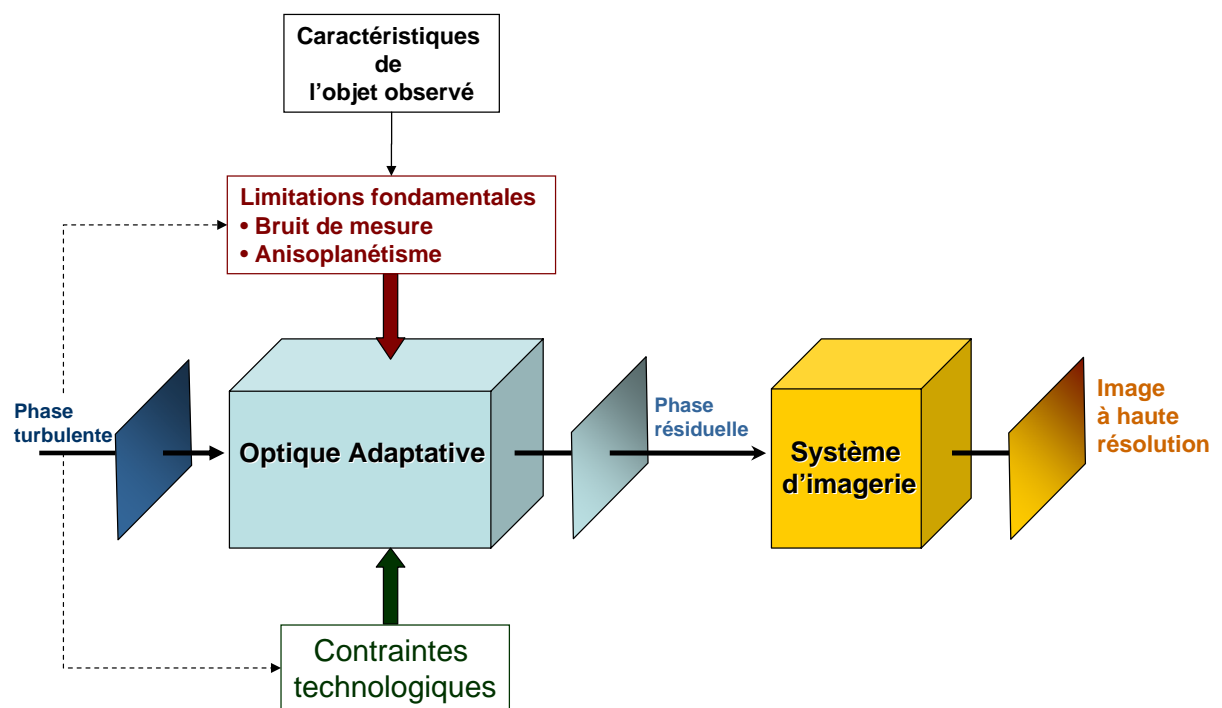 Caractéristiques
de
l’objet observé
Limitations fondamentales
• Bruit de mesure
• Anisoplanétisme
Phase
turbulente
Optique Adaptative
Phase
résiduelle
Système
d’imagerie
Image
à haute
résolution
Contraintes
technologiques